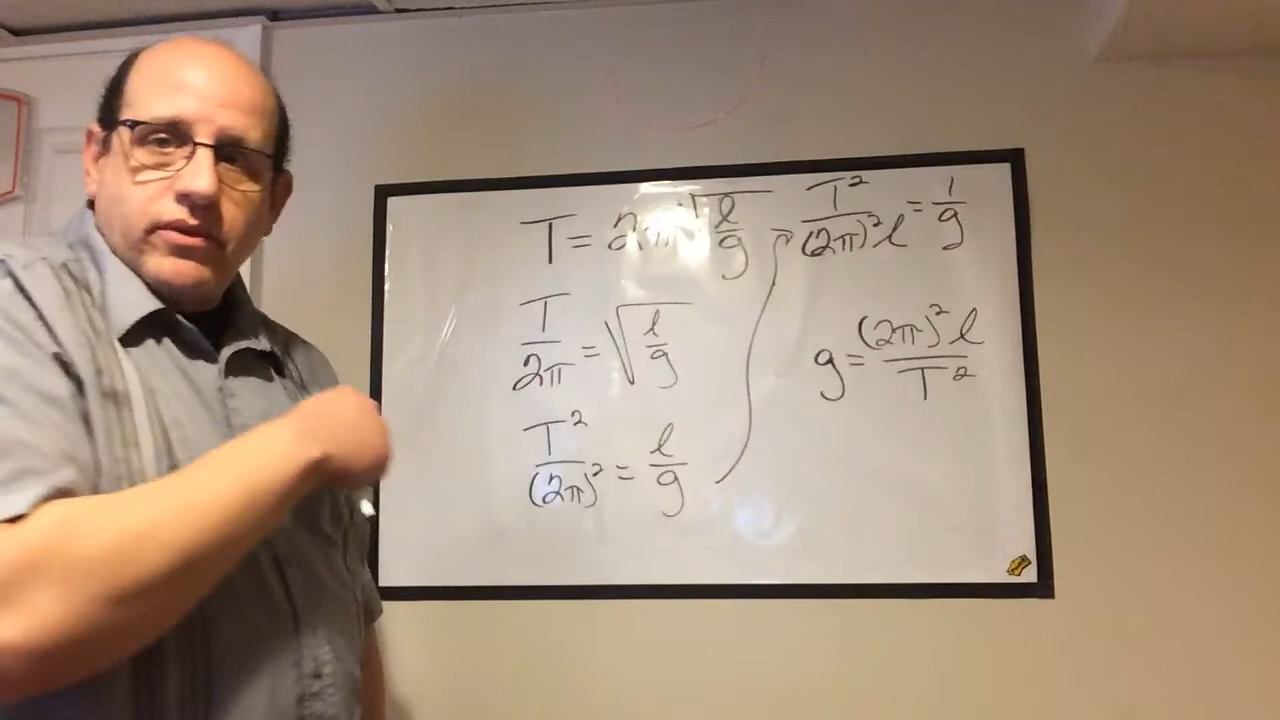 T = 2π√(l/g)
T/2π = √(l/g)
T²/(2π)² = l/g
T²/(2π)²l = 1/g
g = (2π)²l/T²